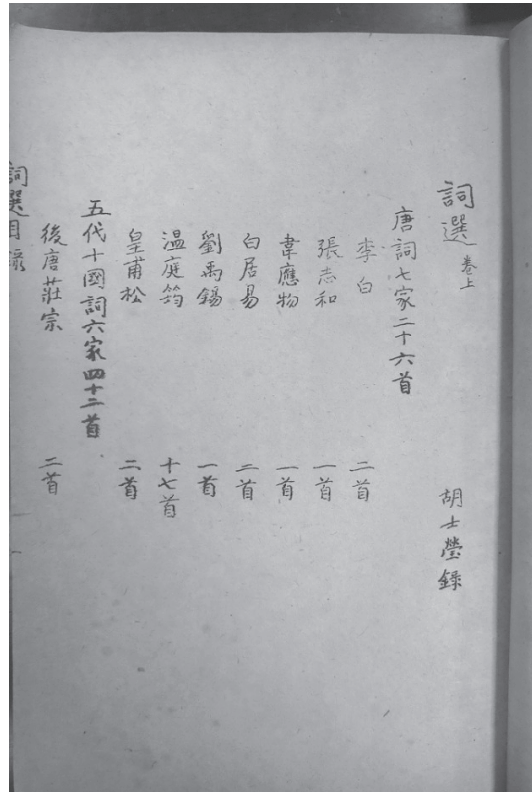 詞選 卷上 胡士瑩錄
唐詞七家二十六首
李白 二首
張志和 一首
韋應物 一首
白居易 二首
劉禹錫 一首
溫庭筠 十七首
皇甫松 二首
五代十國詞六家四十二首
後唐莊宗 二首
詞選目錄